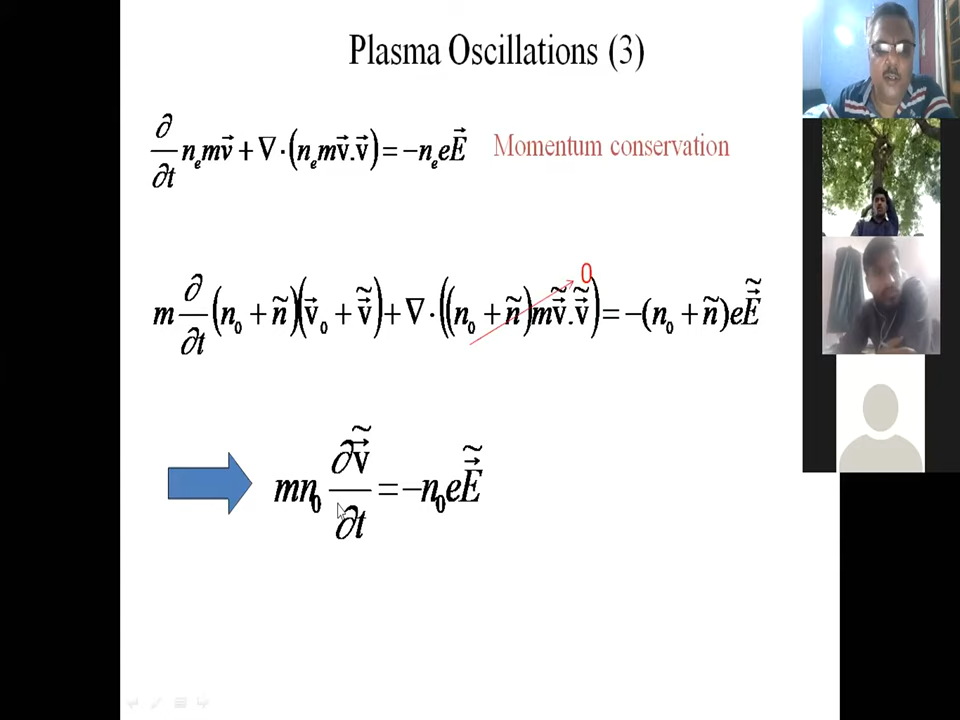 Plasma Oscillations (3)
∂/∂t nₑmv⃗ + ∇·(nₑmv⃗.v⃗) = −nₑeE⃗ Momentum conservation
0
m ∂/∂t (n₀ + ñ)(v⃗₀ + ṽ⃗) + ∇·((n₀ + ñ)mṽ⃗.ṽ⃗) = −(n₀ + ñ)eẼ⃗
mn₀ ∂ṽ⃗/∂t = −n₀eẼ⃗